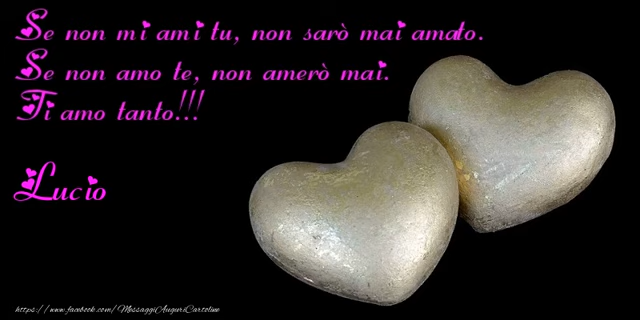 Se non mi ami tu, non sarò mai amato.
Se non amo te, non amerò mai.
Ti amo tanto!!!
Lucio
https://www.facebook.com/MessaggiAuguriCartoline